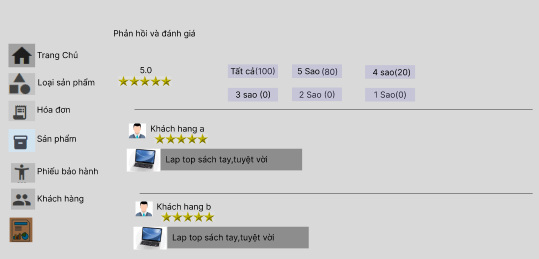 Phản hồi và đánh giá
Trang Chủ
Loại sản phẩm
Hóa đơn
Sản phẩm
Phiếu bảo hành
Khách hàng
5.0
Tất cả(100)
5 Sao (80)
4 sao(20)
3 sao (0)
2 Sao (0)
1 Sao(0)
Khách hang a
Lap top sách tay,tuyệt vời
Khách hang b
Lap top sách tay,tuyệt vời